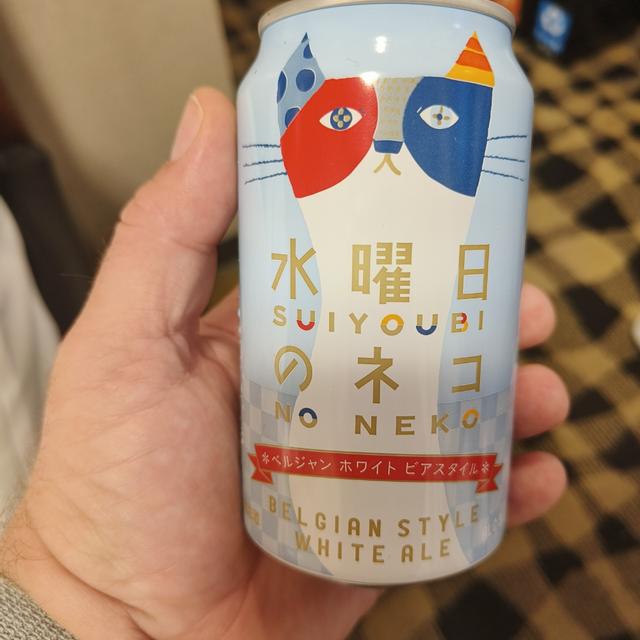 水曜日
SUIYOUBI
のネコ
NO NEKO
*ベルジャン ホワイト ビアスタイル*
BELGIAN STYLE
WHITE ALE